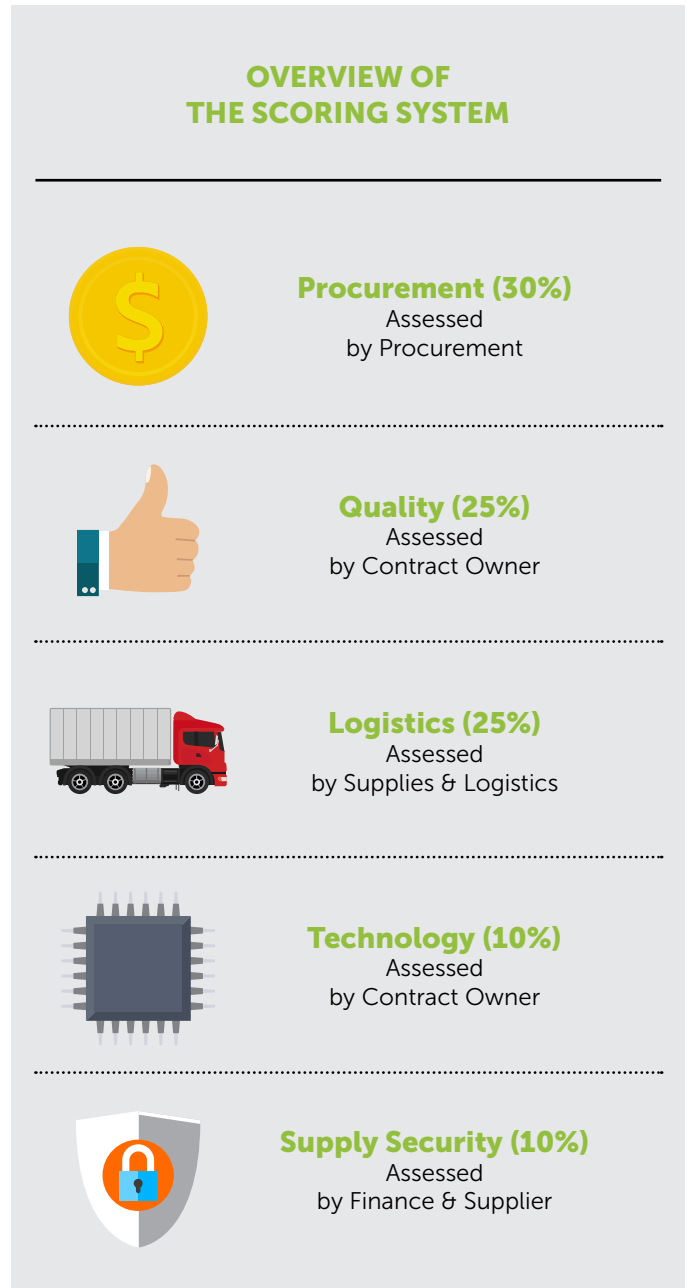 OVERVIEW OF
THE SCORING SYSTEM
$
Procurement (30%)
Assessed
by Procurement
Quality (25%)
Assessed
by Contract Owner
Logistics (25%)
Assessed
by Supplies & Logistics
Technology (10%)
Assessed
by Contract Owner
Supply Security (10%)
Assessed
by Finance & Supplier